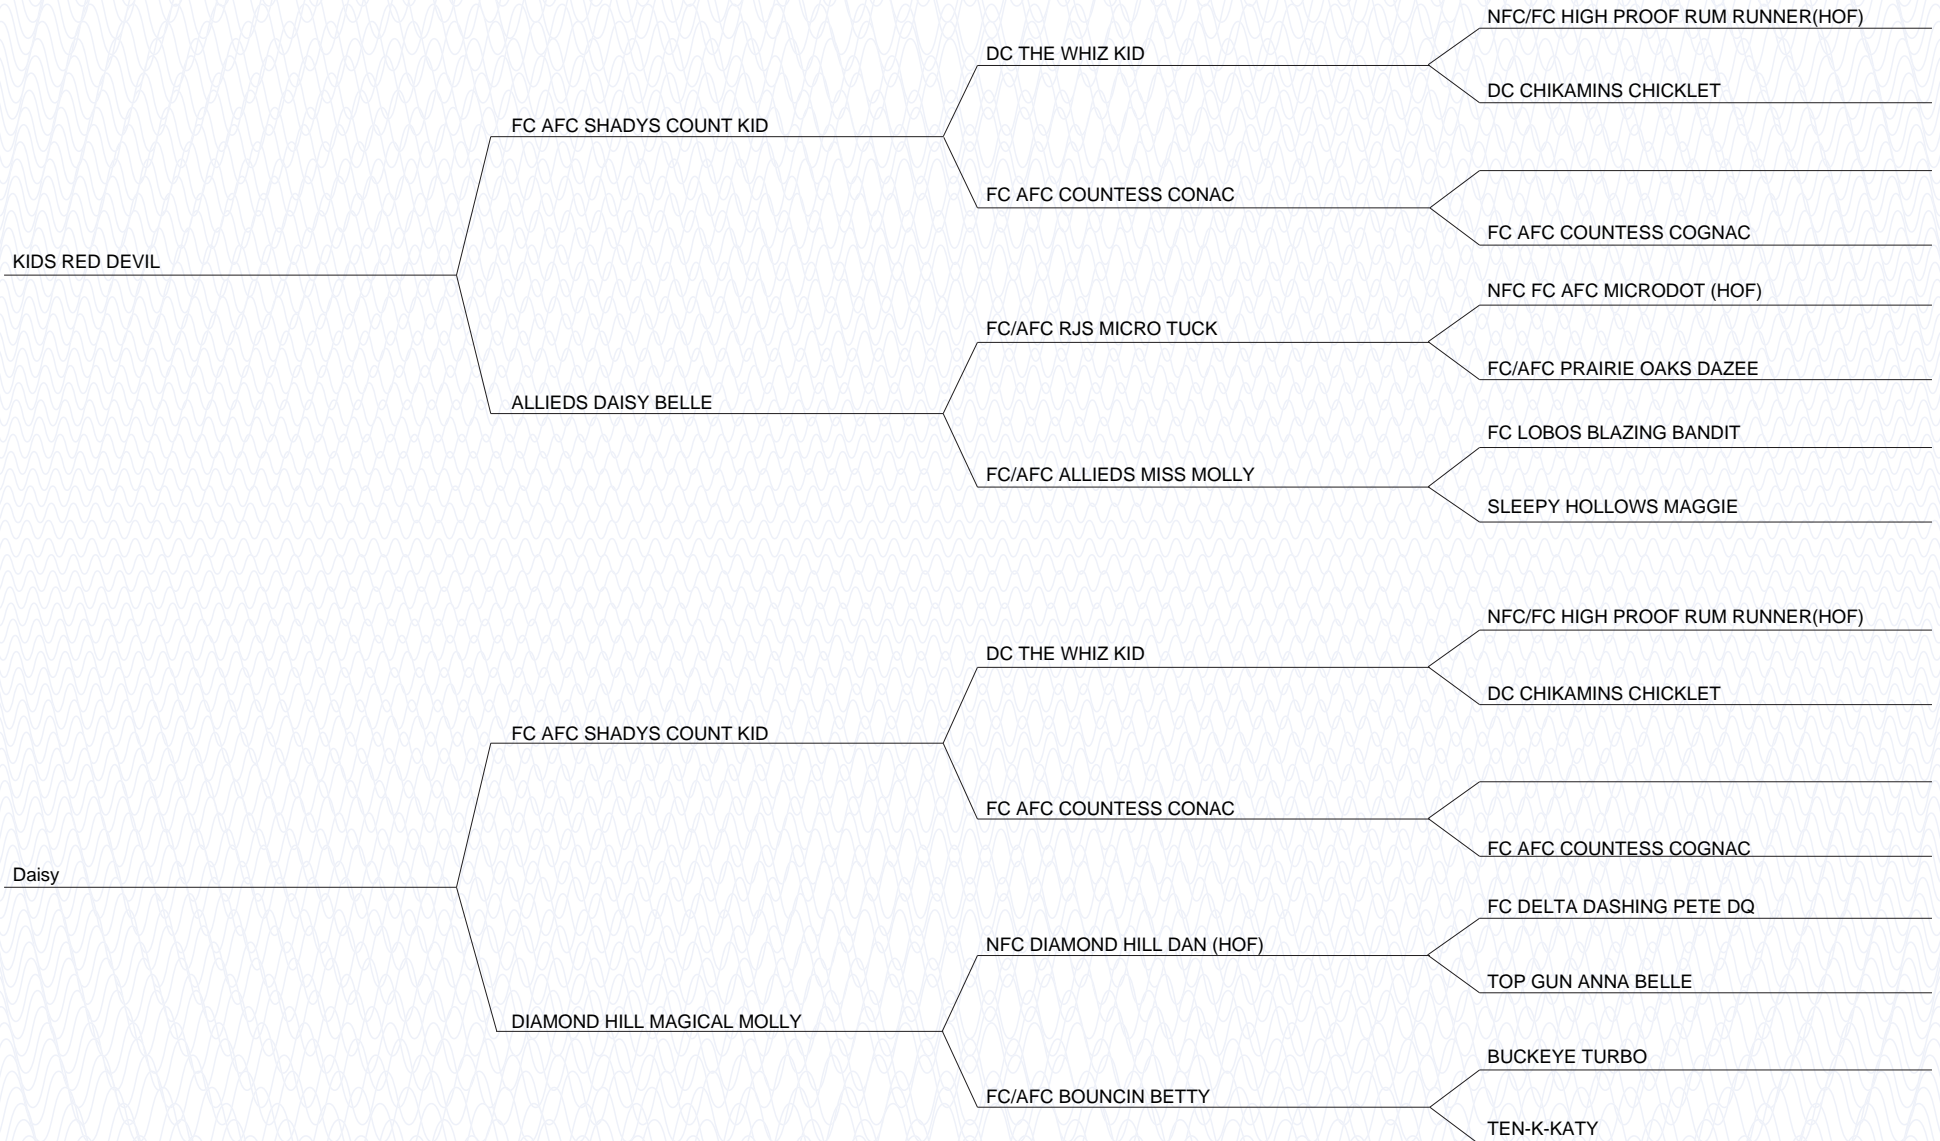 NFC/FC HIGH PROOF RUM RUNNER(HOF)
DC THE WHIZ KID
DC CHIKAMINS CHICKLET
FC AFC SHADYS COUNT KID
FC AFC COUNTESS CONAC
FC AFC COUNTESS COGNAC
KIDS RED DEVIL
NFC FC AFC MICRODOT (HOF)
FC/AFC RJS MICRO TUCK
FC/AFC PRAIRIE OAKS DAZEE
ALLIEDS DAISY BELLE
FC LOBOS BLAZING BANDIT
FC/AFC ALLIEDS MISS MOLLY
SLEEPY HOLLOWS MAGGIE
NFC/FC HIGH PROOF RUM RUNNER(HOF)
DC THE WHIZ KID
DC CHIKAMINS CHICKLET
FC AFC SHADYS COUNT KID
FC AFC COUNTESS CONAC
FC AFC COUNTESS COGNAC
Daisy
FC DELTA DASHING PETE DQ
NFC DIAMOND HILL DAN (HOF)
TOP GUN ANNA BELLE
DIAMOND HILL MAGICAL MOLLY
BUCKEYE TURBO
FC/AFC BOUNCIN BETTY
TEN-K-KATY